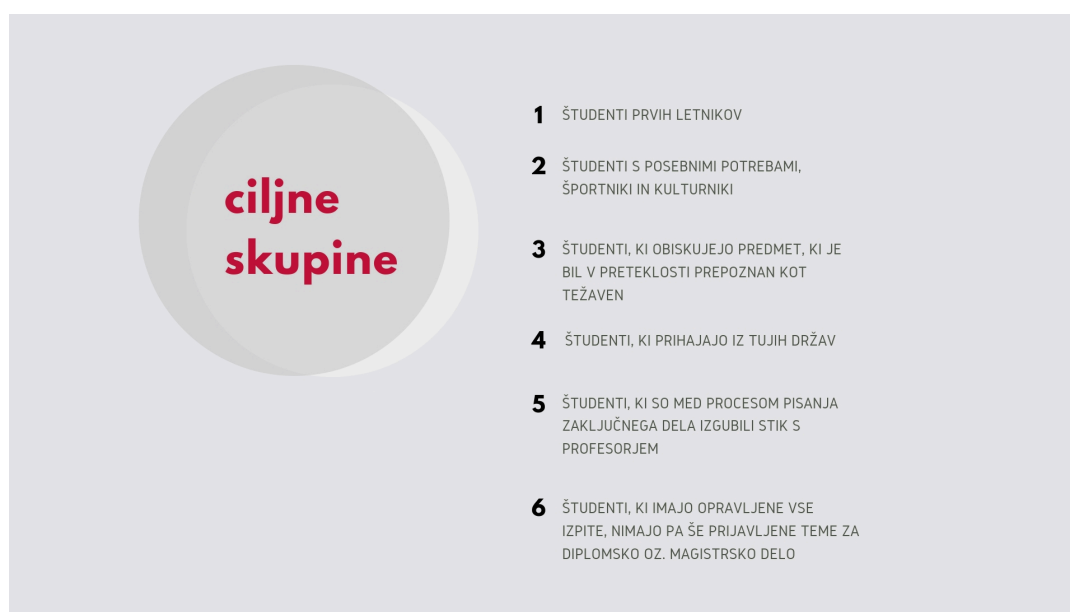 ciljne
skupine
1 ŠTUDENTI PRVIH LETNIKOV
2 ŠTUDENTI S POSEBNIMI POTREBAMI,
ŠPORTNIKI IN KULTURNIKI
3 ŠTUDENTI, KI OBISKUJEJO PREDMET, KI JE
BIL V PRETEKLOSTI PREPOZNAN KOT
TEŽAVEN
4 ŠTUDENTI, KI PRIHAJAJO IZ TUJIH DRŽAV
5 ŠTUDENTI, KI SO MED PROCESOM PISANJA
ZAKLJUČNEGA DELA IZGUBILI STIK S
PROFESORJEM
6 ŠTUDENTI, KI IMAJO OPRAVLJENE VSE
IZPITE, NIMAJO PA ŠE PRIJAVLJENE TEME ZA
DIPLOMSKO OZ. MAGISTRSKO DELO